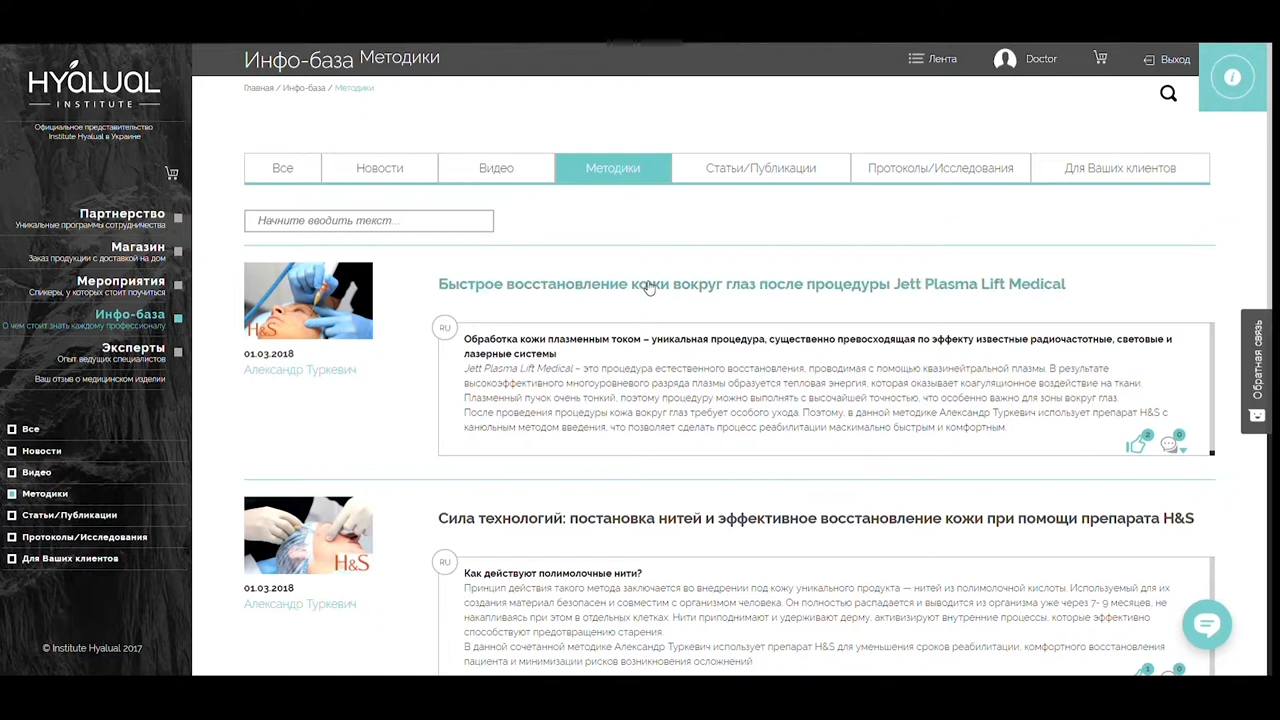 HYALUAL
INSTITUTE
Официальное представительство
Institute Hyalual в Украине
Партнерство
Уникальные программы сотрудничества
Магазин
Заказ продукции с доставкой на дом
Мероприятия
Спикеры, у которых стоит поучиться
Инфо-база
О чем стоит знать каждому профессионалу
Эксперты
Опыт ведущих специалистов
Ваш отзыв о медицинском изделии
Все
Новости
Видео
Методики
Статьи/Публикации
Протоколы/Исследования
Для Ваших клиентов
© Institute Hyalual 2017
Инфо-база Методики
Лента
Doctor
Выход
Главная / Инфо-база / Методики
Все
Новости
Видео
Методики
Статьи/Публикации
Протоколы/Исследования
Для Ваших клиентов
Начните вводить текст...
H&S
01.03.2018
Александр Туркевич
Быстрое восстановление кожи вокруг глаз после процедуры Jett Plasma Lift Medical
RU
Обработка кожи плазменным током – уникальная процедура, существенно превосходящая по эффекту известные радиочастотные, световые и
лазерные системы
Jett Plasma Lift Medical – это процедура естественного восстановления, проводимая с помощью квазинейтральной плазмы. В результате
высокоэффективного многоуровневого разряда плазмы образуется тепловая энергия, которая оказывает коагуляционное воздействие на ткани.
Плазменный пучок очень тонкий, поэтому процедуру можно выполнять с высочайшей точностью, что особенно важно для зоны вокруг глаз.
После проведения процедуры кожа вокруг глаз требует особого ухода. Поэтому, в данной методике Александр Туркевич использует препарат H&S с
канюльным методом введения, что позволяет сделать процесс реабилитации маскимально быстрым и комфортным.
2
0
H&S
01.03.2018
Александр Туркевич
Сила технологий: постановка нитей и эффективное восстановление кожи при помощи препарата H&S
RU
Как действуют полимолочные нити?
Принцип действия такого метода заключается во внедрении под кожу уникального продукта — нитей из полимолочной кислоты. Используемый для их
создания материал безопасен и совместим с организмом человека. Он полностью распадается и выводится из организма уже через 7- 9 месяцев, не
накапливаясь при этом в отдельных клетках. Нити приподнимают и удерживают дерму, активизируют внутренние процессы, которые эффективно
способствуют предотвращению старения.
В данной сочетанной методике Александр Туркевич использует препарат H&S для уменьшения сроков реабилитации, комфортного восстановления
пациента и минимизации рисков возникновения осложнений
1
0
Обратная связь